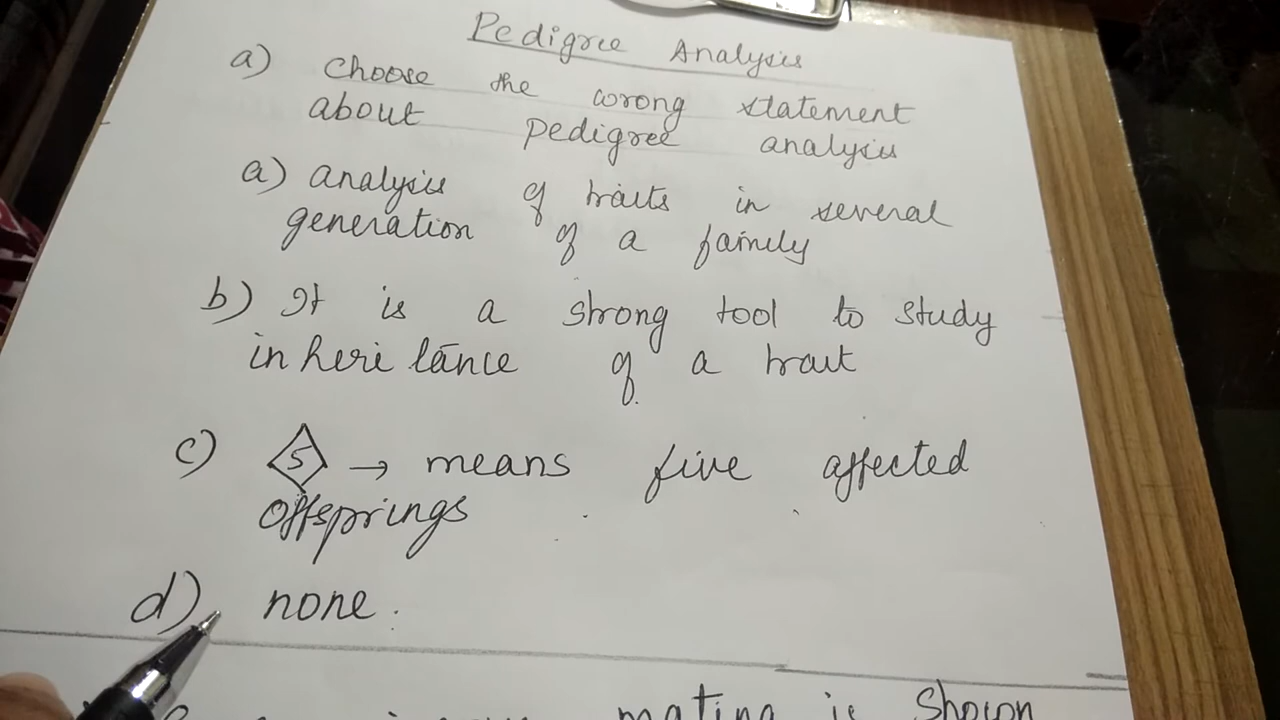 Pedigree Analysis
a) Choose the wrong statement
about pedigree analysis
a) analysis of traits in several
generation of a family
b) It is a strong tool to study
inheritance of a trait
c) 5 → means five affected
offsprings
d) none.
mating is shown